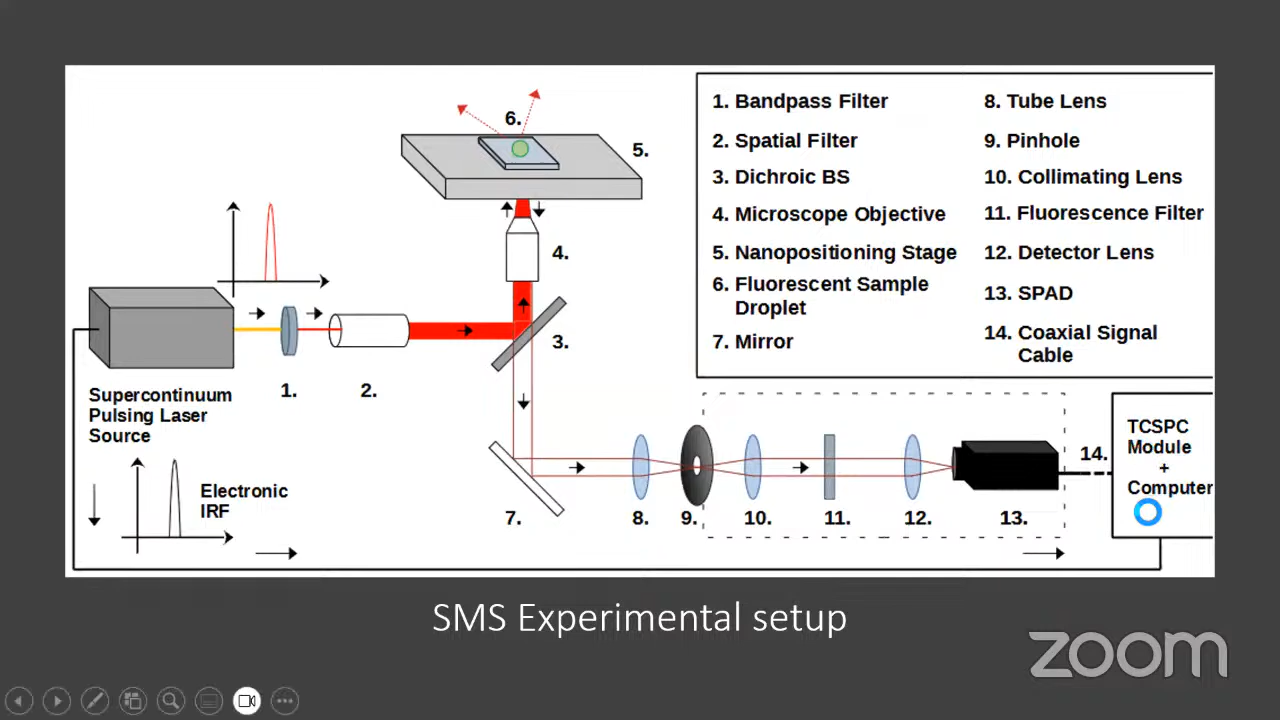 1. Bandpass Filter
2. Spatial Filter
3. Dichroic BS
4. Microscope Objective
5. Nanopositioning Stage
6. Fluorescent Sample
Droplet
7. Mirror
8. Tube Lens
9. Pinhole
10. Collimating Lens
11. Fluorescence Filter
12. Detector Lens
13. SPAD
14. Coaxial Signal
Cable
6.
5.
4.
3.
1.
2.
Supercontinuum
Pulsing Laser
Source
Electronic
IRF
7.
8.
9.
10.
11.
12.
13.
14.
TCSPC
Module
+
Computer
SMS Experimental setup
zoom